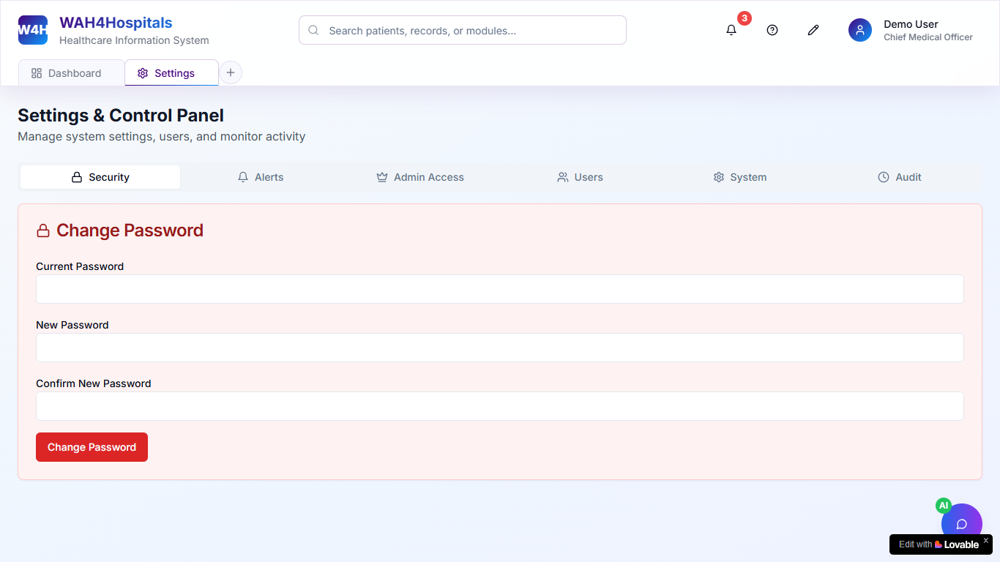 W4H
WAH4Hospitals
Healthcare Information System
Search patients, records, or modules...
3
Demo User
Chief Medical Officer
Dashboard
Settings
Settings & Control Panel
Manage system settings, users, and monitor activity
Security
Alerts
Admin Access
Users
System
Audit
Change Password
Current Password
New Password
Confirm New Password
Change Password
AI
Edit with Lovable